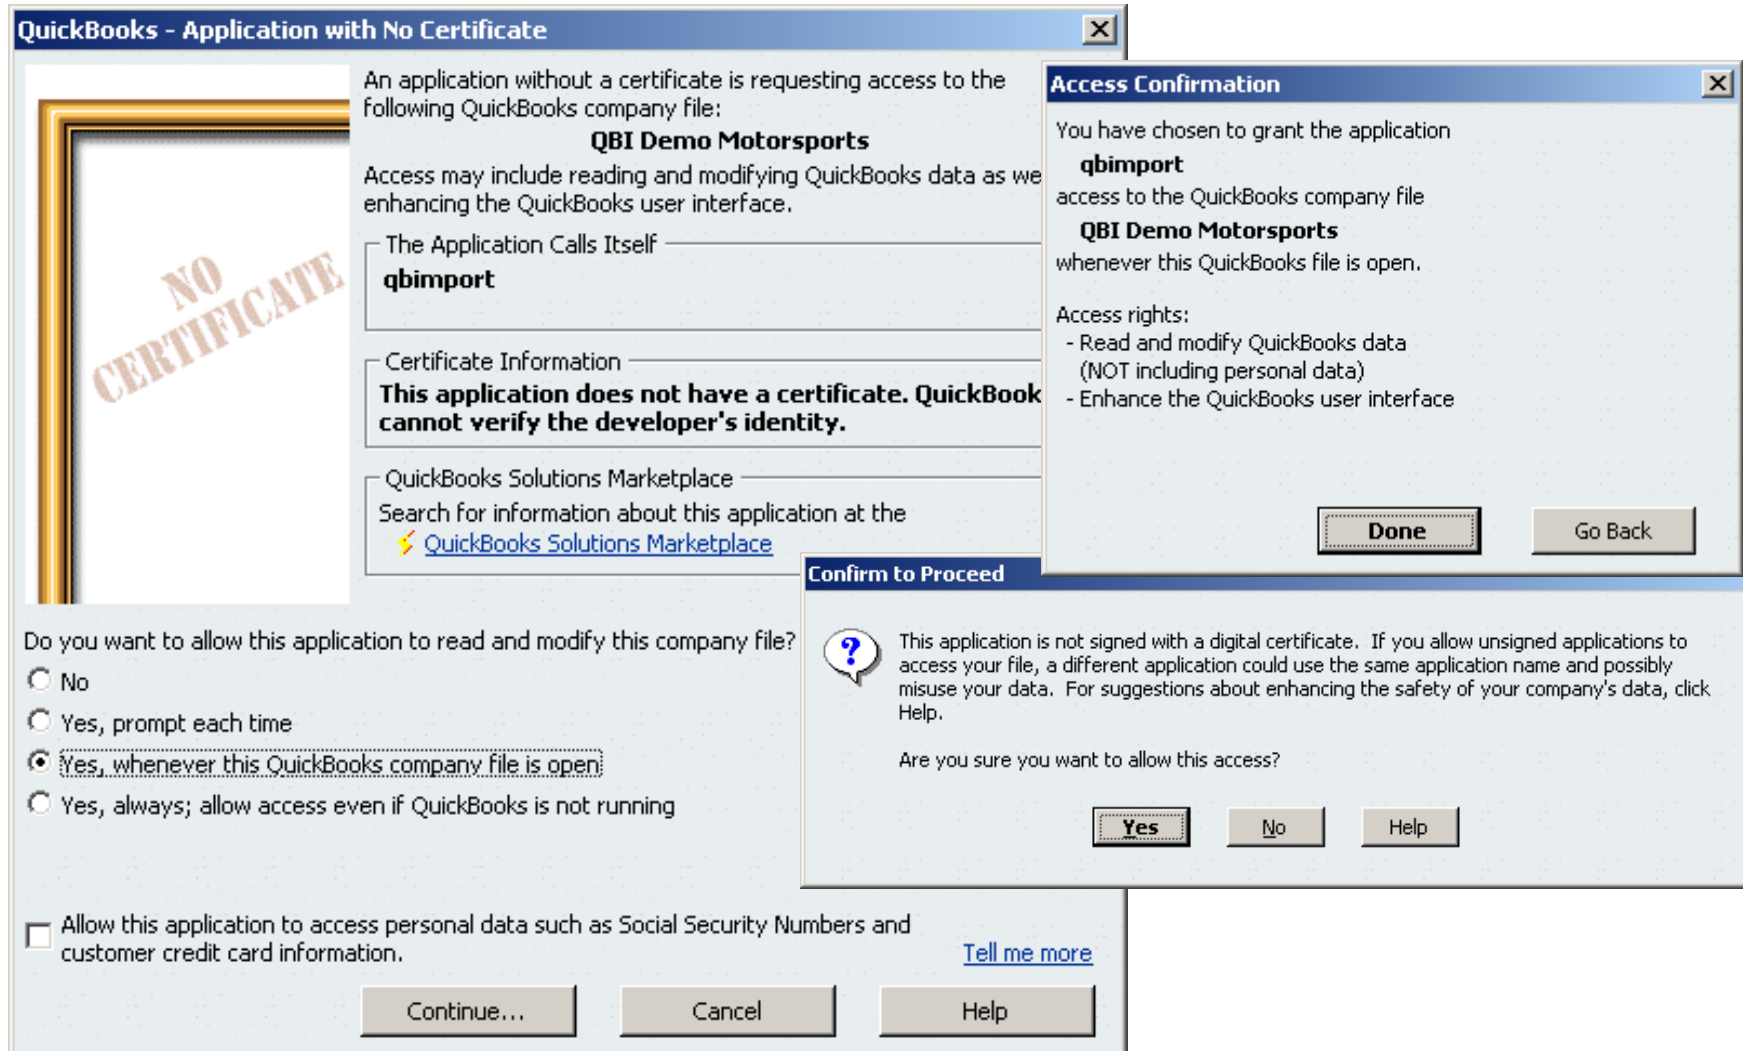 QuickBooks - Application with No Certificate
An application without a certificate is requesting access to the
following QuickBooks company file:
QBI Demo Motorsports
Access may include reading and modifying QuickBooks data as we
enhancing the QuickBooks user interface.
The Application Calls Itself
qbimport
NO
CERTIFICATE
Certificate Information
This application does not have a certificate. QuickBook
cannot verify the developer's identity.
QuickBooks Solutions Marketplace
Search for information about this application at the
QuickBooks Solutions Marketplace
Do you want to allow this application to read and modify this company file?
No
Yes, prompt each time
Yes, whenever this QuickBooks company file is open
Yes, always; allow access even if QuickBooks is not running
Allow this application to access personal data such as Social Security Numbers and
customer credit card information.
Tell me more
Continue...
Cancel
Help
Access Confirmation
You have chosen to grant the application
qbimport
access to the QuickBooks company file
QBI Demo Motorsports
whenever this QuickBooks file is open.
Access rights:
- Read and modify QuickBooks data
(NOT including personal data)
- Enhance the QuickBooks user interface
Done
Go Back
Confirm to Proceed
This application is not signed with a digital certificate. If you allow unsigned applications to
access your file, a different application could use the same application name and possibly
misuse your data. For suggestions about enhancing the safety of your company's data, click
Help.
Are you sure you want to allow this access?
Yes
No
Help